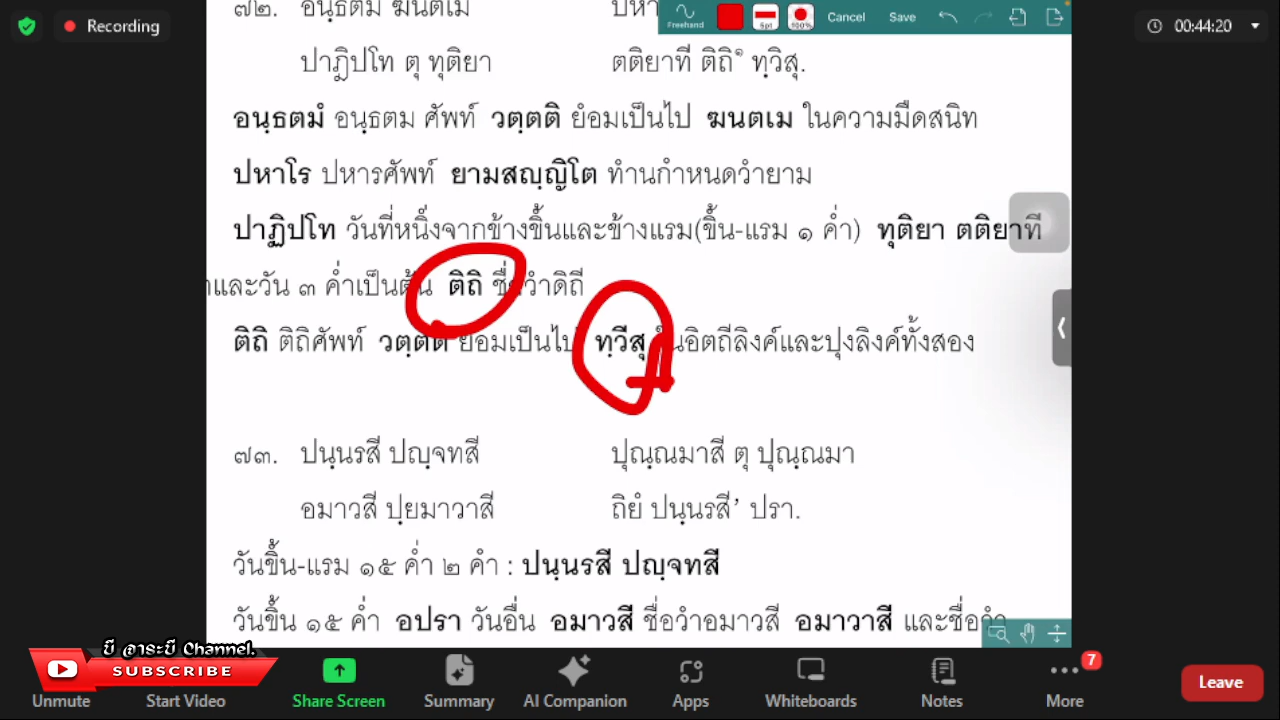 Recording
๗๒. อนฺธตมํ ฆนตเม ปหา
Freehand 6pt 100% Cancel Save
00:44:20
ปาฏิปโท ตุ ทุติยา ตติยาที ติถิ๑ ทฺวีสุ.
อนฺธตมํ อนฺธตม ศัพท์ วตฺตติ ย่อมเป็นไป ฆนตเม ในความมืดสนิท
ปหาโร ปหารศัพท์ ยามสญฺญิโต ท่านกำหนดว่ายาม
ปาฏิปโท วันที่หนึ่งจากข้างขึ้นและข้างแรม(ขึ้น-แรม ๑ ค่ำ) ทุติยา ตติยาที
และวัน ๓ ค่ำเป็นต้น ติถิ ชื่อว่าดิถี
ติถิ ติถิศัพท์ วตฺตติ ย่อมเป็นไป ทฺวีสุ ในอิตถีลิงค์และปุงลิงค์ทั้งสอง
๗๓. ปนฺนรสี ปญฺจทสี ปุณฺณมาสี ตุ ปุณฺณมา
อมาวสี ปฺยมาวาสี ถิยํ ปนฺนรสี’ ปรา.
วันขึ้น-แรม ๑๕ ค่ำ ๒ คำ : ปนฺนรสี ปญฺจทสี
วันขึ้น ๑๕ ค่ำ อปรา วันอื่น อมาวสี ชื่อว่าอมาวสี อมาวาสี และชื่อว่า
บี อาระบี Channel.
SUBSCRIBE
Unmute Start Video Share Screen Summary AI Companion Apps Whiteboards Notes More 7 Leave